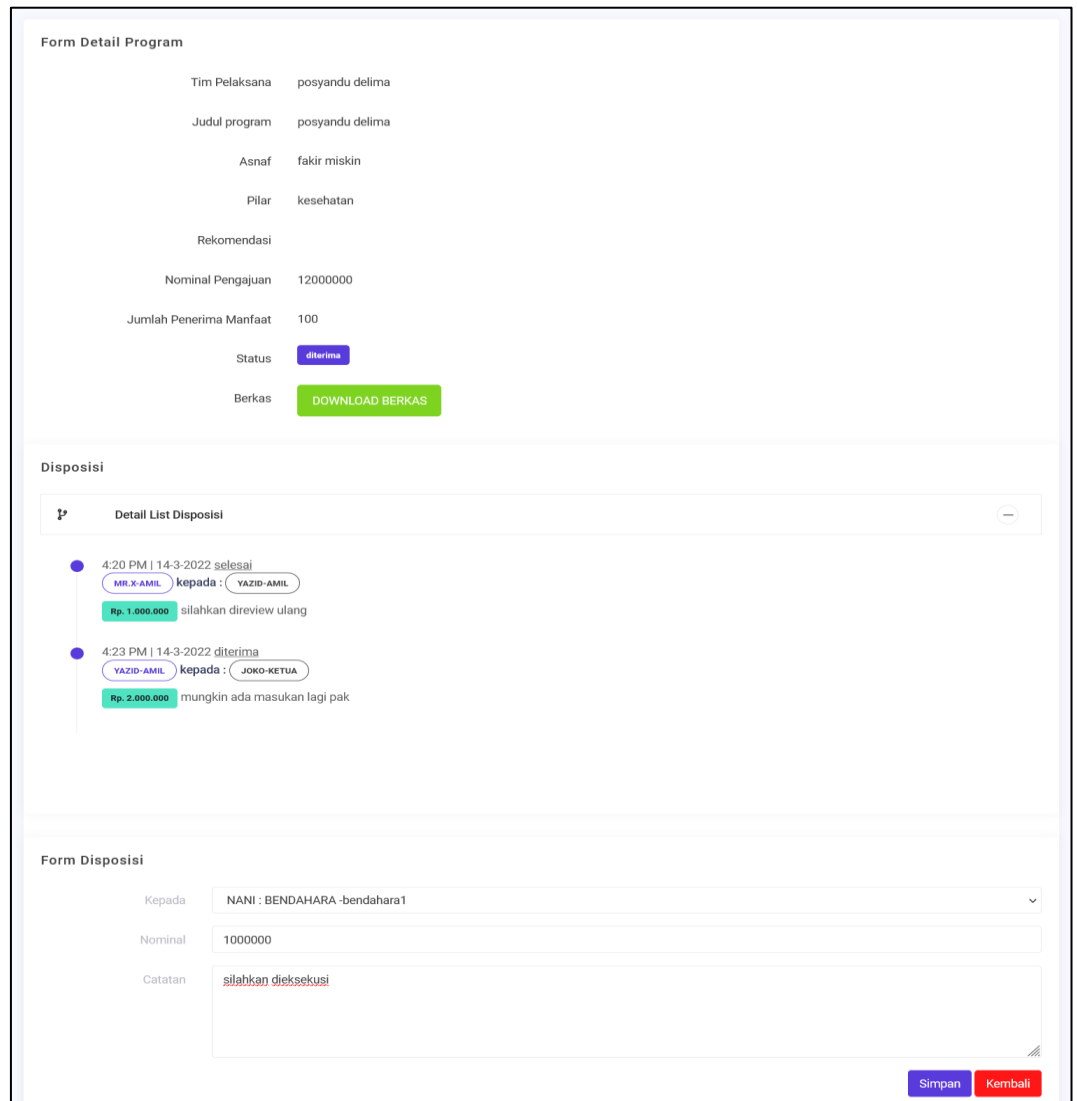 Form Detail Program
Tim Pelaksana posyandu delima
Judul program posyandu delima
Asnaf fakir miskin
Pilar kesehatan
Rekomendasi
Nominal Pengajuan 12000000
Jumlah Penerima Manfaat 100
Status diterima
Berkas DOWNLOAD BERKAS
Disposisi
Detail List Disposisi
4:20 PM | 14-3-2022 selesai
MR.X-AMIL kepada : YAZID-AMIL
Rp. 1.000.000 silahkan direview ulang
4:23 PM | 14-3-2022 diterima
YAZID-AMIL kepada : JOKO-KETUA
Rp. 2.000.000 mungkin ada masukan lagi pak
Form Disposisi
Kepada NANI : BENDAHARA -bendahara1
Nominal 1000000
Catatan silahkan dieksekusi
Simpan Kembali